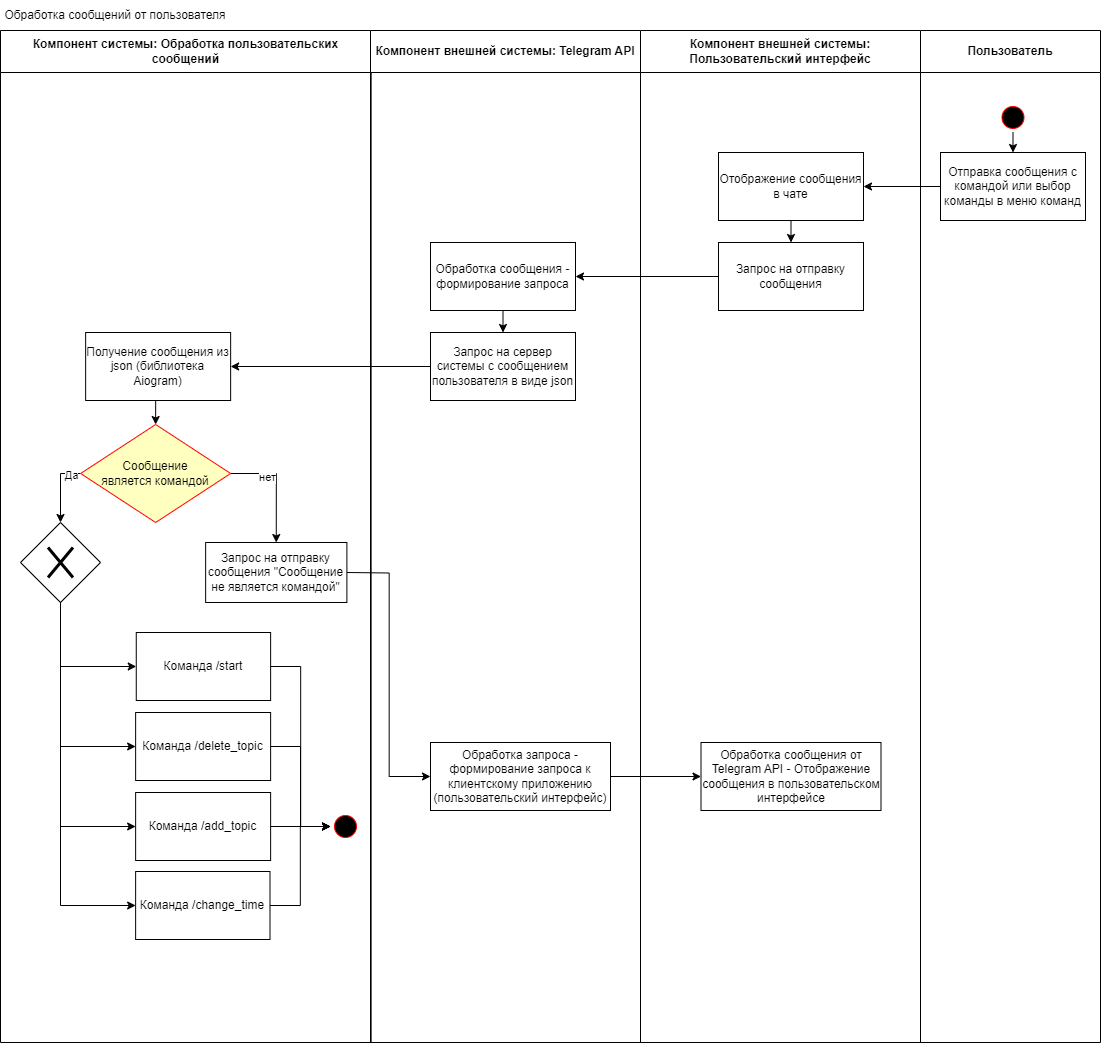 Обработка сообщений от пользователя
Компонент системы: Обработка пользовательских
сообщений
Компонент внешней системы: Telegram API
Компонент внешней системы:
Пользовательский интерфейс
Пользователь
Отправка сообщения с
командой или выбор
команды в меню команд
Отображение сообщения
в чате
Запрос на отправку
сообщения
Обработка сообщения -
формирование запроса
Запрос на сервер
системы с сообщением
пользователя в виде json
Получение сообщения из
json (библиотека
Aiogram)
Сообщение
является командой
Да
нет
Запрос на отправку
сообщения "Сообщение
не является командой"
Команда /start
Команда /delete_topic
Команда /add_topic
Команда /change_time
Обработка запроса -
формирование запроса к
клиентскому приложению
(пользовательский интерфейс)
Обработка сообщения от
Telegram API - Отображение
сообщения в пользовательском
интерфейсе